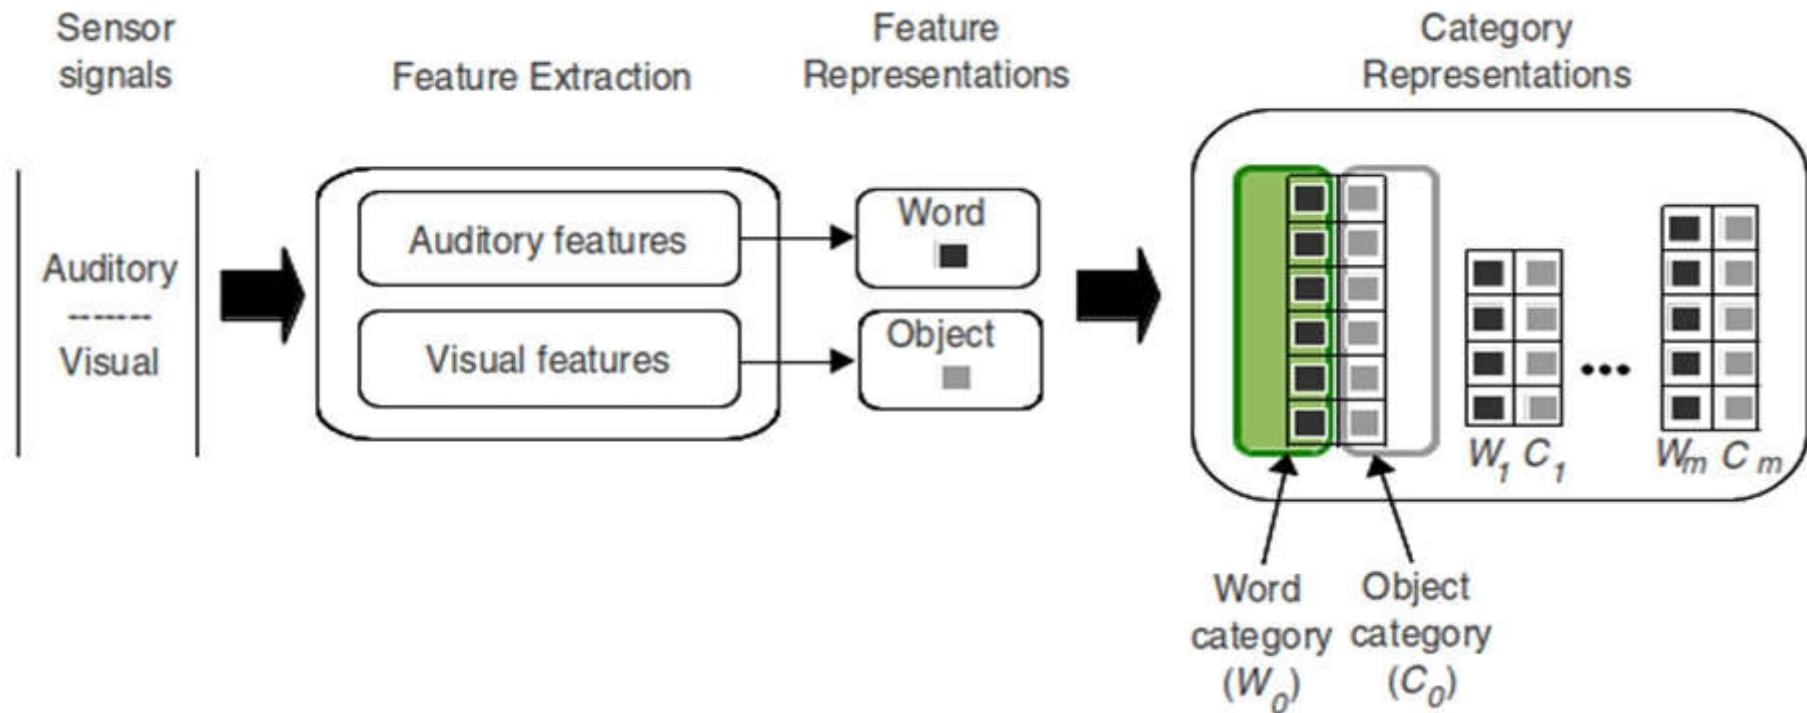 Sensor
signals
Feature Extraction
Feature
Representations
Category
Representations
Auditory
-------
Visual
Auditory features
Visual features
Word
Object
...
W1 C1
Wm Cm
Word
category
(W0)
Object
category
(C0)